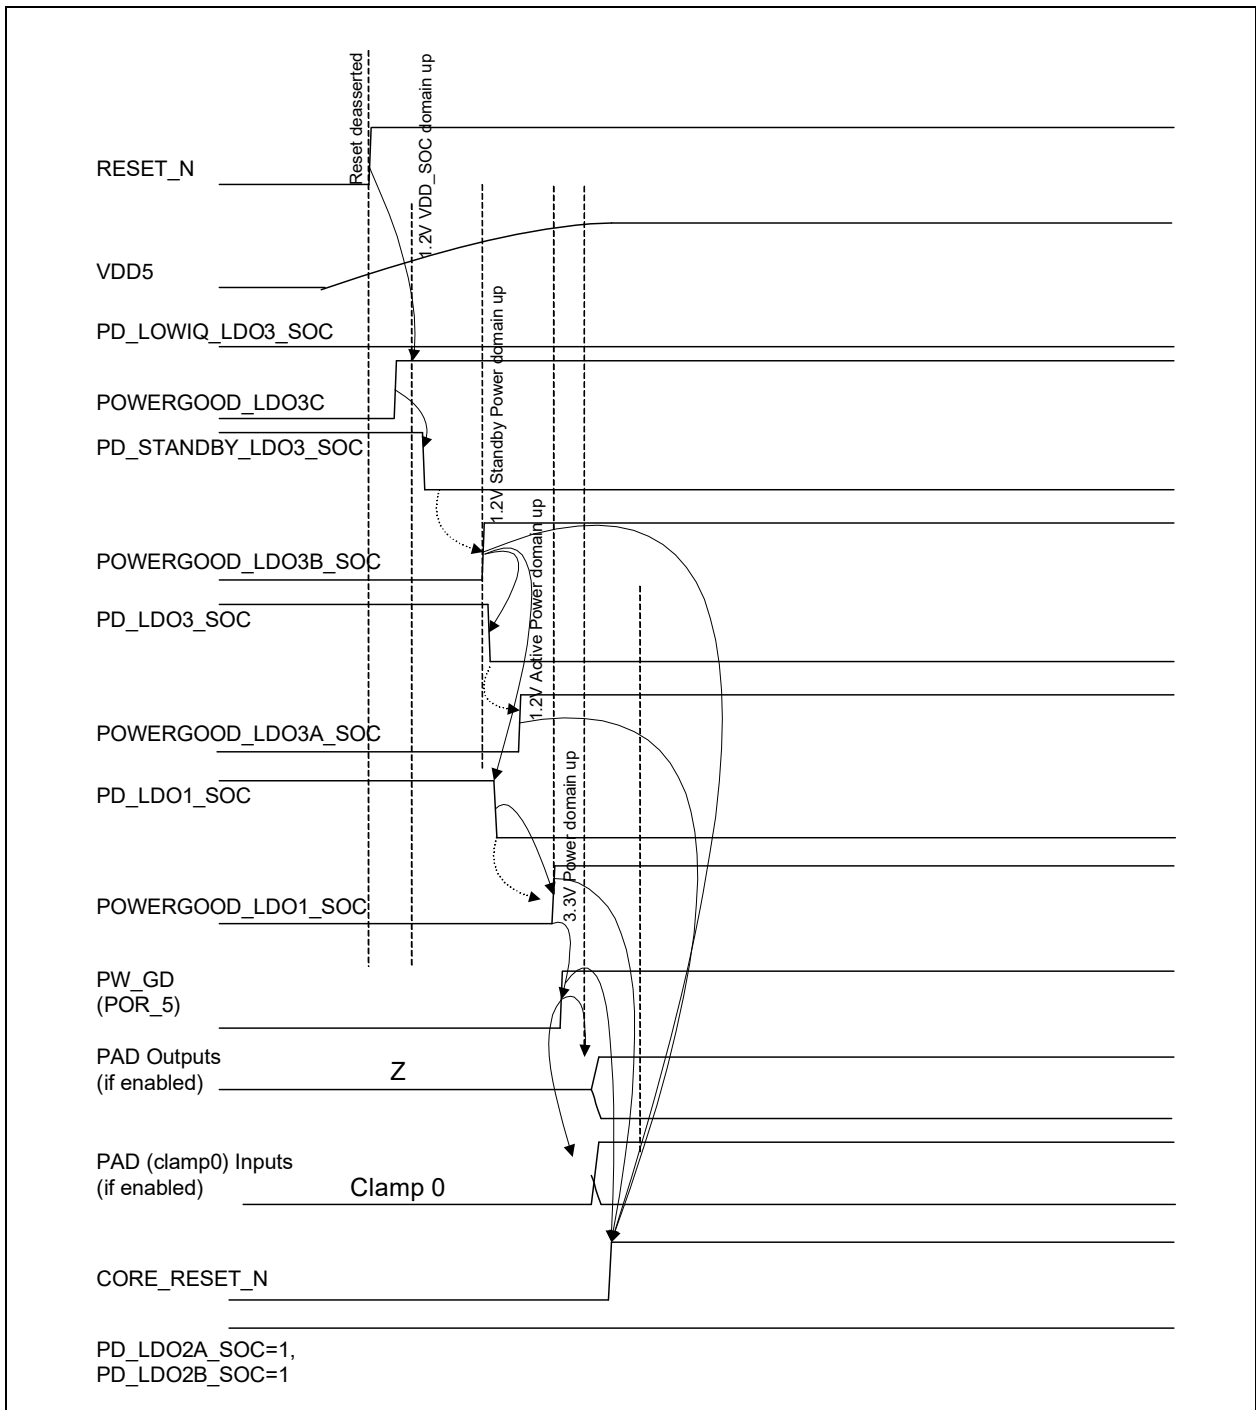 Reset deasserted
1.2V VDD_SOC domain up
RESET_N
VDD5
PD_LOWIQ_LDO3_SOC
1.2V Standby Power domain up
POWERGOOD_LDO3C
PD_STANDBY_LDO3_SOC
POWERGOOD_LDO3B_SOC
1.2V Active Power domain up
PD_LDO3_SOC
POWERGOOD_LDO3A_SOC
PD_LDO1_SOC
3.3V Power domain up
POWERGOOD_LDO1_SOC
PW_GD
(POR_5)
PAD Outputs
(if enabled)
Z
PAD (clamp0) Inputs
(if enabled)
Clamp 0
CORE_RESET_N
PD_LDO2A_SOC=1,
PD_LDO2B_SOC=1